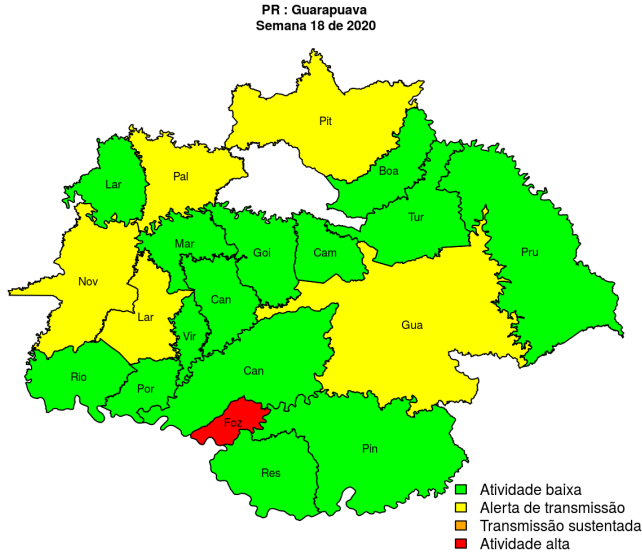 PR : Guarapuava
Semana 18 de 2020
Pit
Boa
Lar
Pal
Tur
Mar
Goi
Cam
Pru
Nov
Can
Lar
Gua
Vir
Can
Rio
Por
Foz
Pin
Res
Atividade baixa
Alerta de transmissão
Transmissão sustentada
Atividade alta